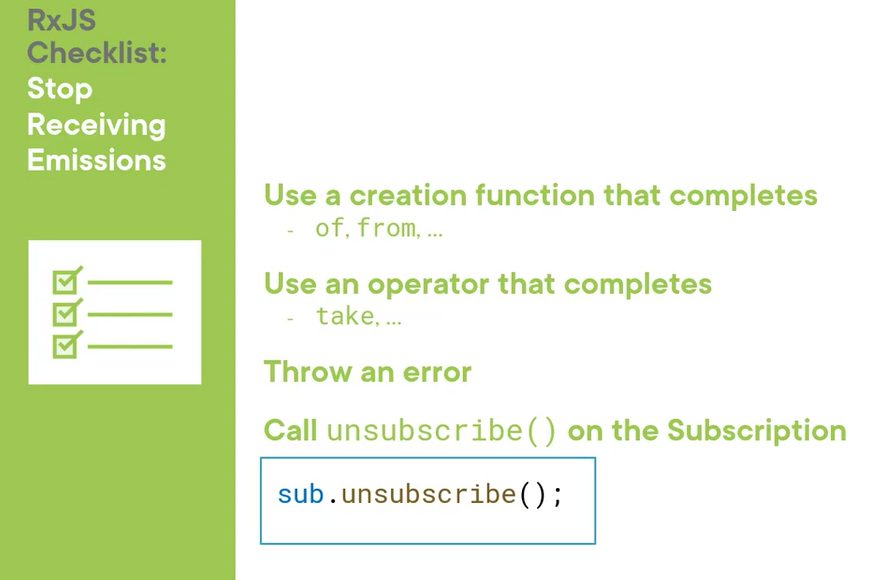 RxJS
Checklist:
Stop
Receiving
Emissions
Use a creation function that completes
- of, from, ...
Use an operator that completes
- take, ...
Throw an error
Call unsubscribe() on the Subscription
sub.unsubscribe();